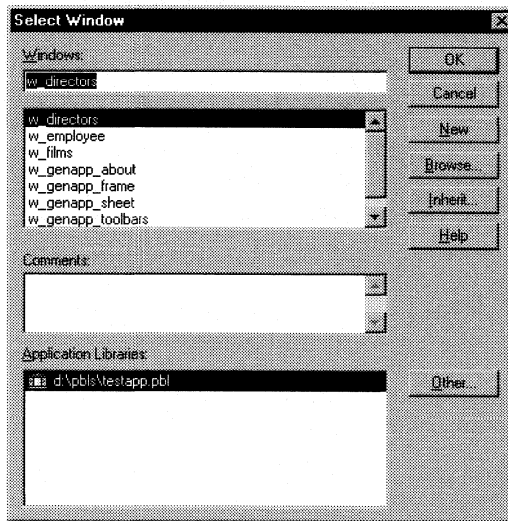 Select Window
Windows:
w_directors
w_directors
w_employee
w_films
w_genapp_about
w_genapp_frame
w_genapp_sheet
w_genapp_toolbars
Comments:
Application Libraries:
d:\pbls\testapp.pbl
OK
Cancel
New
Browse...
Inherit...
Help
Other...